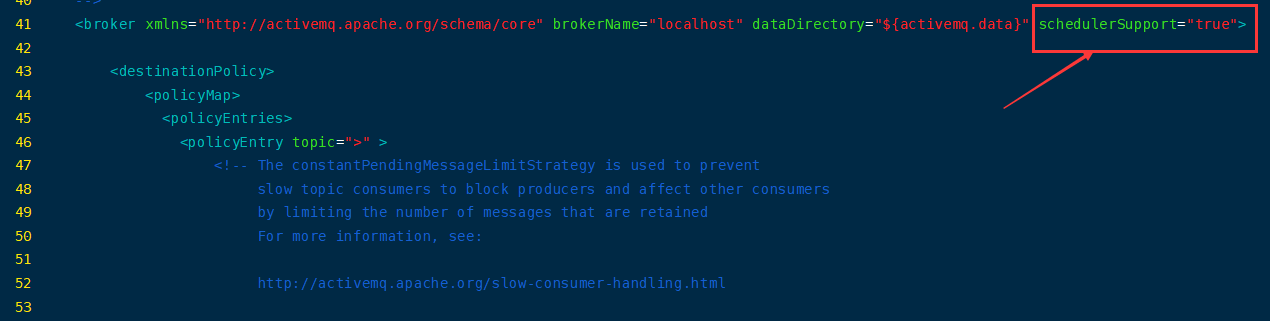 40 -->
41 <broker xmlns="http://activemq.apache.org/schema/core" brokerName="localhost" dataDirectory="${activemq.data}" schedulerSupport="true">
42
43 <destinationPolicy>
44 <policyMap>
45 <policyEntries>
46 <policyEntry topic=">" >
47 <!-- The constantPendingMessageLimitStrategy is used to prevent
48 slow topic consumers to block producers and affect other consumers
49 by limiting the number of messages that are retained
50 For more information, see:
51
52 http://activemq.apache.org/slow-consumer-handling.html
53